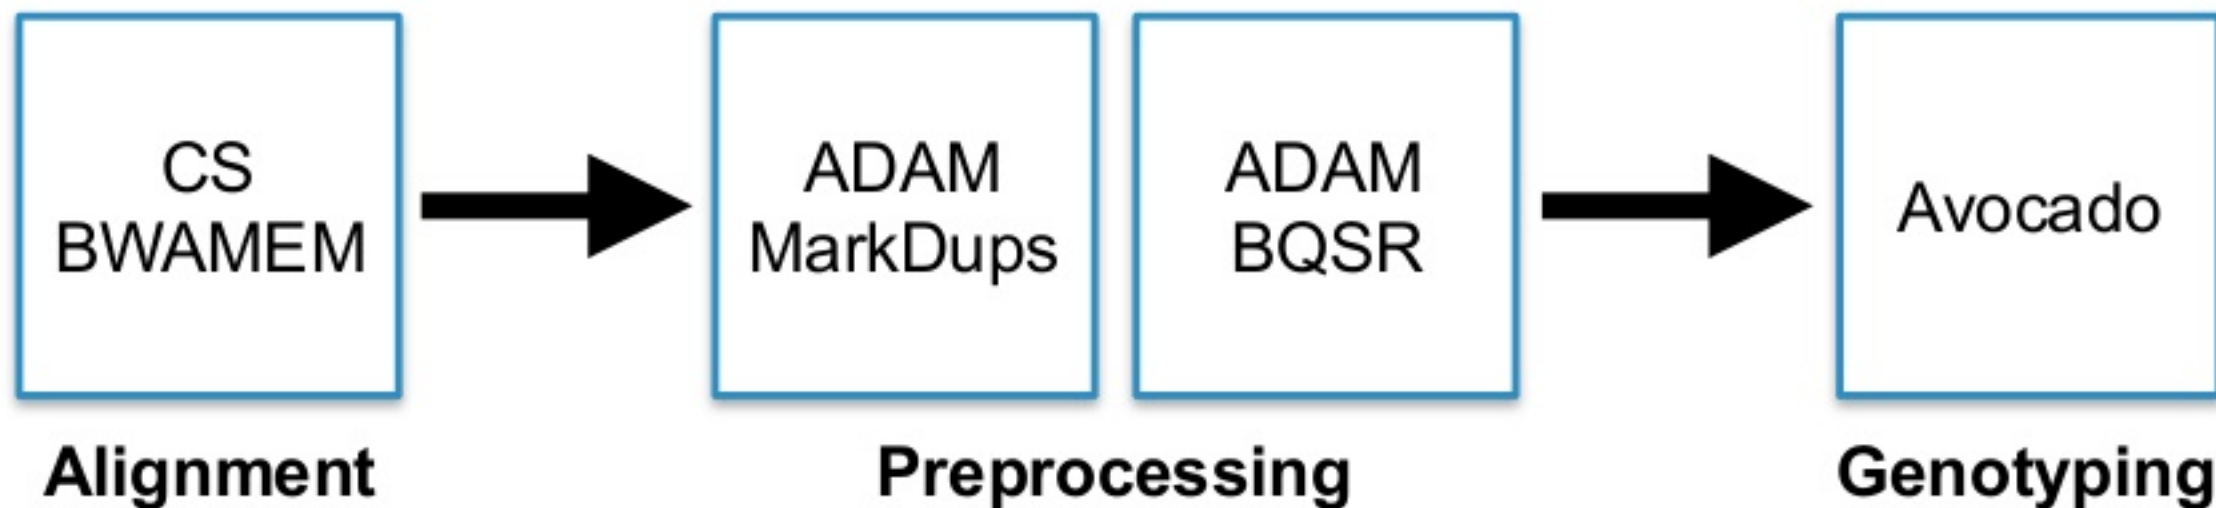 CS
BWAMEM
ADAM
MarkDups
ADAM
BQSR
Avocado
Alignment
Preprocessing
Genotyping